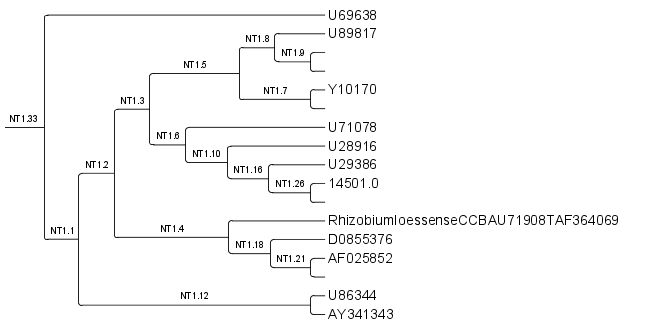 U69638
U89817
NT1.8
NT1.9
NT1.5
Y10170
NT1.7
NT1.3
NT1.33
U71078
NT1.6
U28916
NT1.10
U29386
NT1.2
NT1.16
14501.0
NT1.26
RhizobiumloessenseCCBAU71908TAF364069
NT1.4
NT1.1
D0855376
NT1.18
AF025852
NT1.21
U86344
NT1.12
AY341343